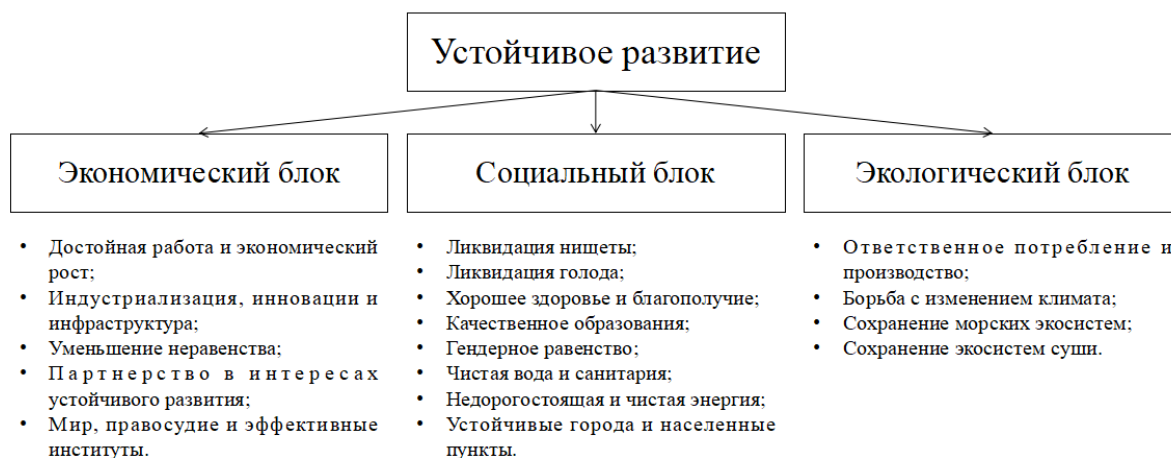 Устойчивое развитие
Экономический блок
Социальный блок
Экологический блок
• Достойная работа и экономический
рост;
• Индустриализация, инновации и
инфраструктура;
• Уменьшение неравенства;
• Партнерство в интересах
устойчивого развития;
• Мир, правосудие и эффективные
институты.
• Ликвидация нищеты;
• Ликвидация голода;
• Хорошее здоровье и благополучие;
• Качественное образования;
• Гендерное равенство;
• Чистая вода и санитария;
• Недорогостоящая и чистая энергия;
• Устойчивые города и населенные
пункты.
• Ответственное потребление и
производство;
• Борьба с изменением климата;
• Сохранение морских экосистем;
• Сохранение экосистем суши.